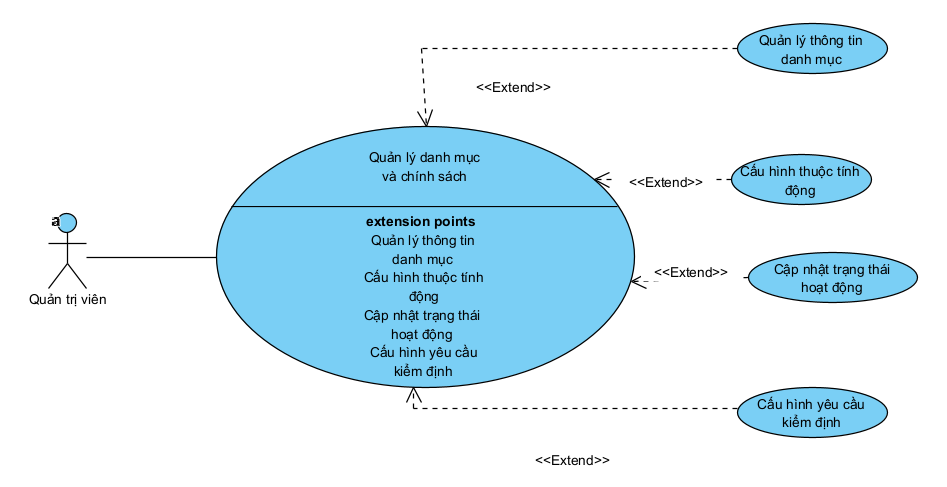 Quản lý thông tin
danh mục
<<Extend>>
Quản lý danh mục
và chính sách
<<Extend>>
Cấu hình thuộc tính
động
extension points
Quản lý thông tin
danh mục
Cấu hình thuộc tính
động
Cập nhật trạng thái
hoạt động
Cấu hình yêu cầu
kiểm định
a
Quản trị viên
<<Extend>>
Cập nhật trạng thái
hoạt động
Cấu hình yêu cầu
kiểm định
<<Extend>>